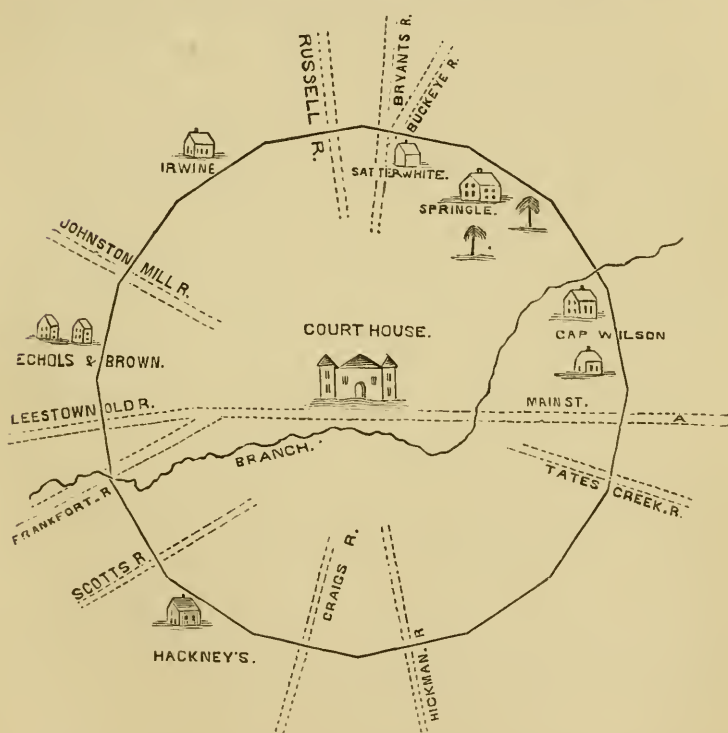 RUSSELL R.
BRYANTS R.
BUCKEYE R.
IRWINE
SATTERWHITE.
SPRINGLE.
JOHNSTON MILL R.
COURT HOUSE.
CAP WILSON
ECHOLS & BROWN.
MAIN ST.
A
LEESTOWN OLD R.
BRANCH.
TATES CREEK. R.
FRANKFORT. R
SCOTTS R.
CRAIGS R.
HICKMAN. R
HACKNEY'S.